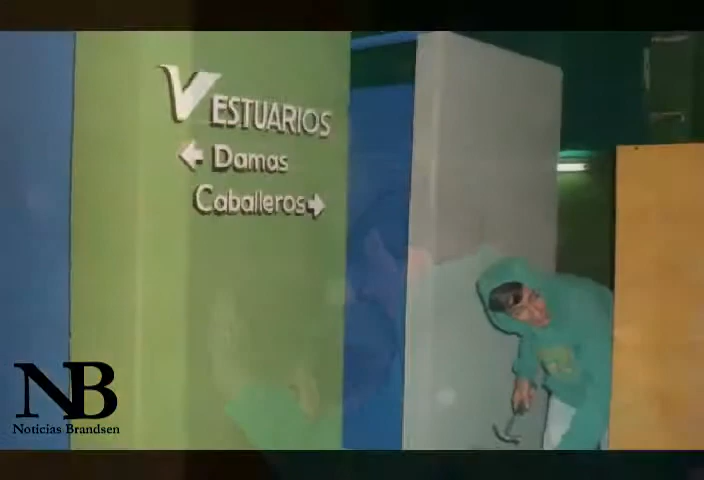 VESTUARIOS
Damas
Caballeros
NB
Noticias Brandsen